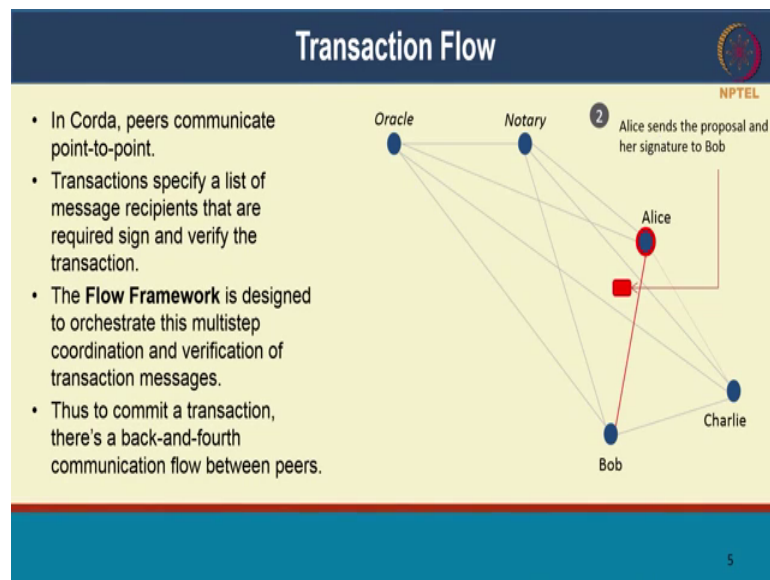 Transaction Flow
NPTEL
• In Corda, peers communicate
point-to-point.
• Transactions specify a list of
message recipients that are
required sign and verify the
transaction.
• The Flow Framework is designed
to orchestrate this multistep
coordination and verification of
transaction messages.
• Thus to commit a transaction,
there's a back-and-fourth
communication flow between peers.
Oracle
Notary
2
Alice sends the proposal and
her signature to Bob
Alice
Charlie
Bob
5